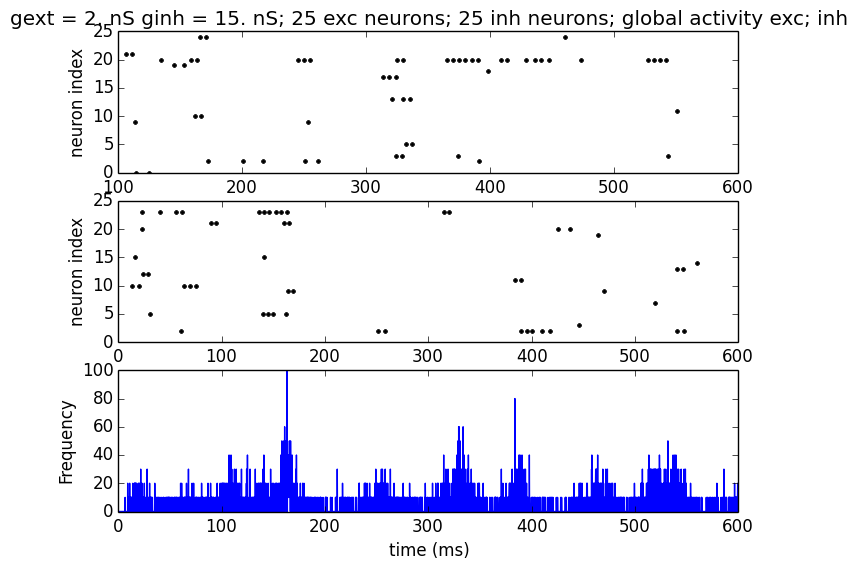 gext = 2. nS ginh = 15. nS; 25 exc neurons; 25 inh neurons; global activity exc; inh
25
20
15
10
5
0
neuron index
100 200 300 400 500 600
25
20
15
10
5
0
neuron index
0 100 200 300 400 500 600
100
80
60
40
20
0
Frequency
0 100 200 300 400 500 600
time (ms)